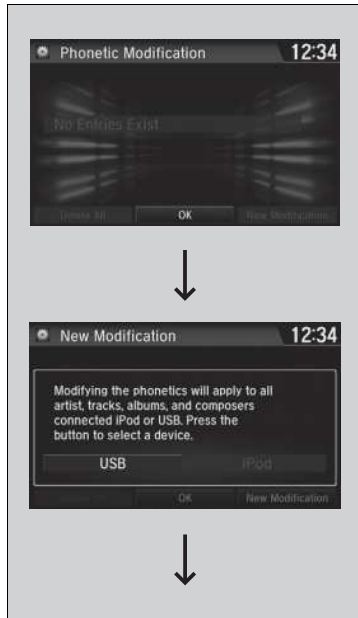 Phonetic Modification 12:34
No Entries Exist
Delete All OK New Modification
New Modification 12:34
Modifying the phonetics will apply to all
artist, tracks, albums, and composers
connected iPod or USB. Press the
button to select a device.
USB iPod
OK New Modification